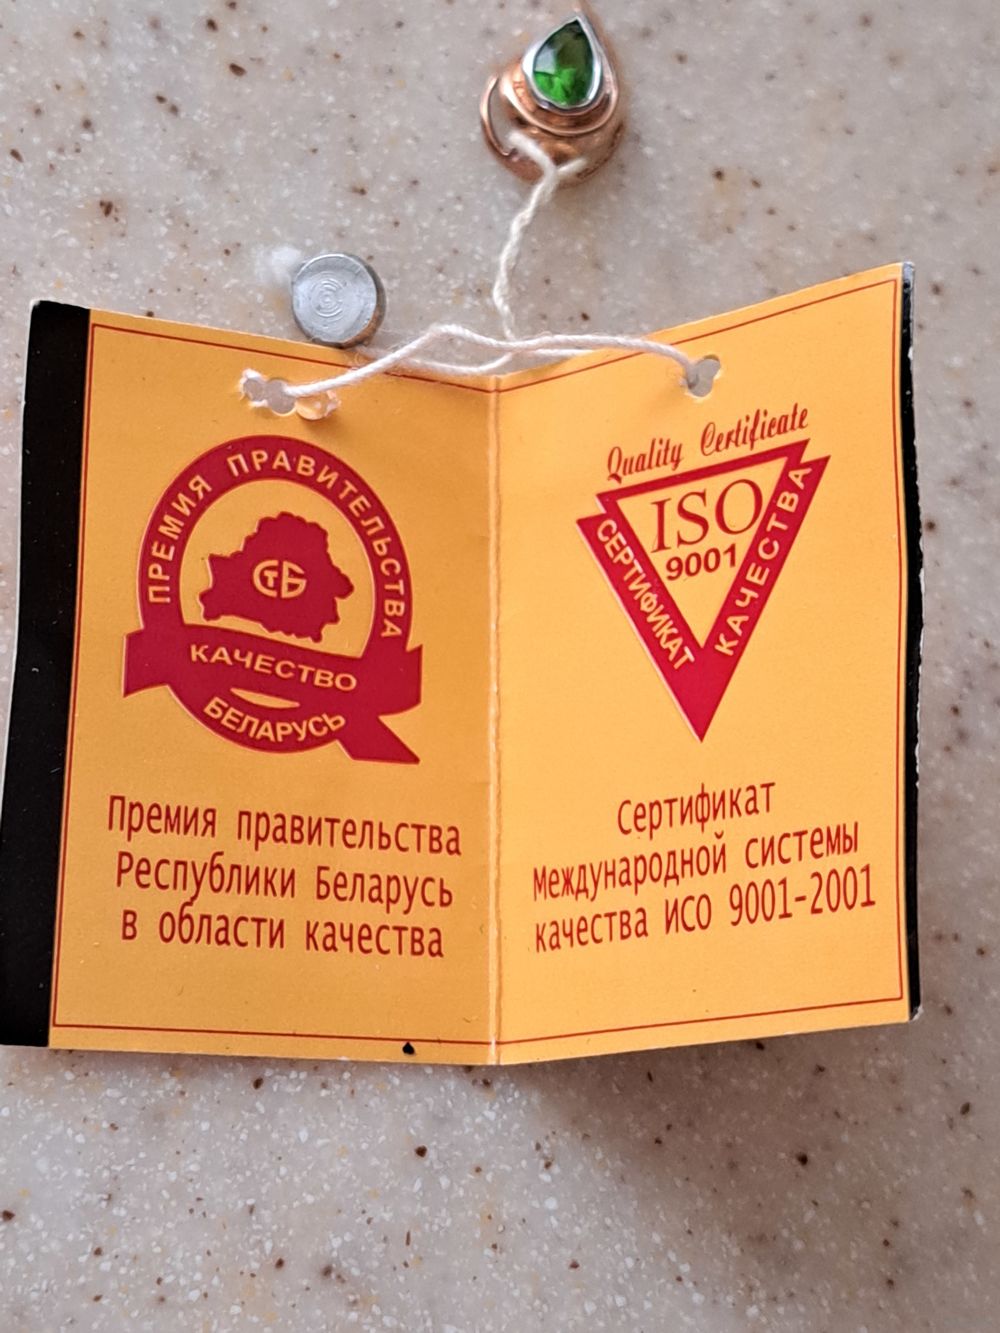 ПРЕМИЯ ПРАВИТЕЛЬСТВА
СТБ
КАЧЕСТВО
БЕЛАРУСЬ
Премия правительства
Республики Беларусь
в области качества
Quality Certificate
ISO
9001
СЕРТИФИКАТ
КАЧЕСТВА
Сертификат
Международной системы
качества ИСО 9001-2001